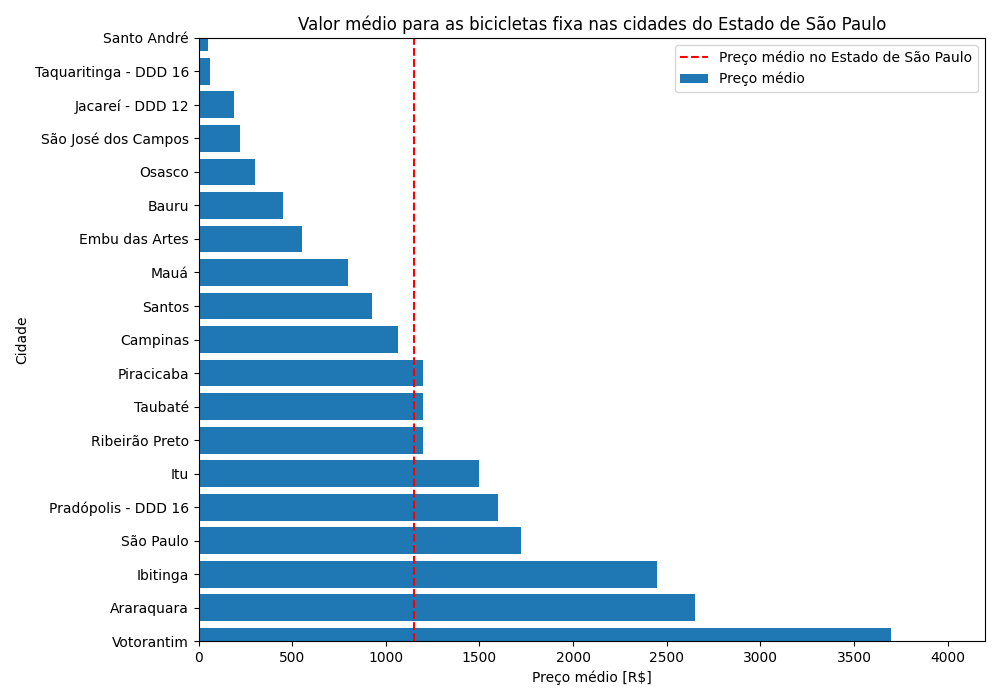 Valor médio para as bicicletas fixa nas cidades do Estado de São Paulo
Preço médio no Estado de São Paulo
Preço médio
Cidade
Santo André
Taquaritinga - DDD 16
Jacareí - DDD 12
São José dos Campos
Osasco
Bauru
Embu das Artes
Mauá
Santos
Campinas
Piracicaba
Taubaté
Ribeirão Preto
Itu
Pradópolis - DDD 16
São Paulo
Ibitinga
Araraquara
Votorantim
0 500 1000 1500 2000 2500 3000 3500 4000
Preço médio [R$]